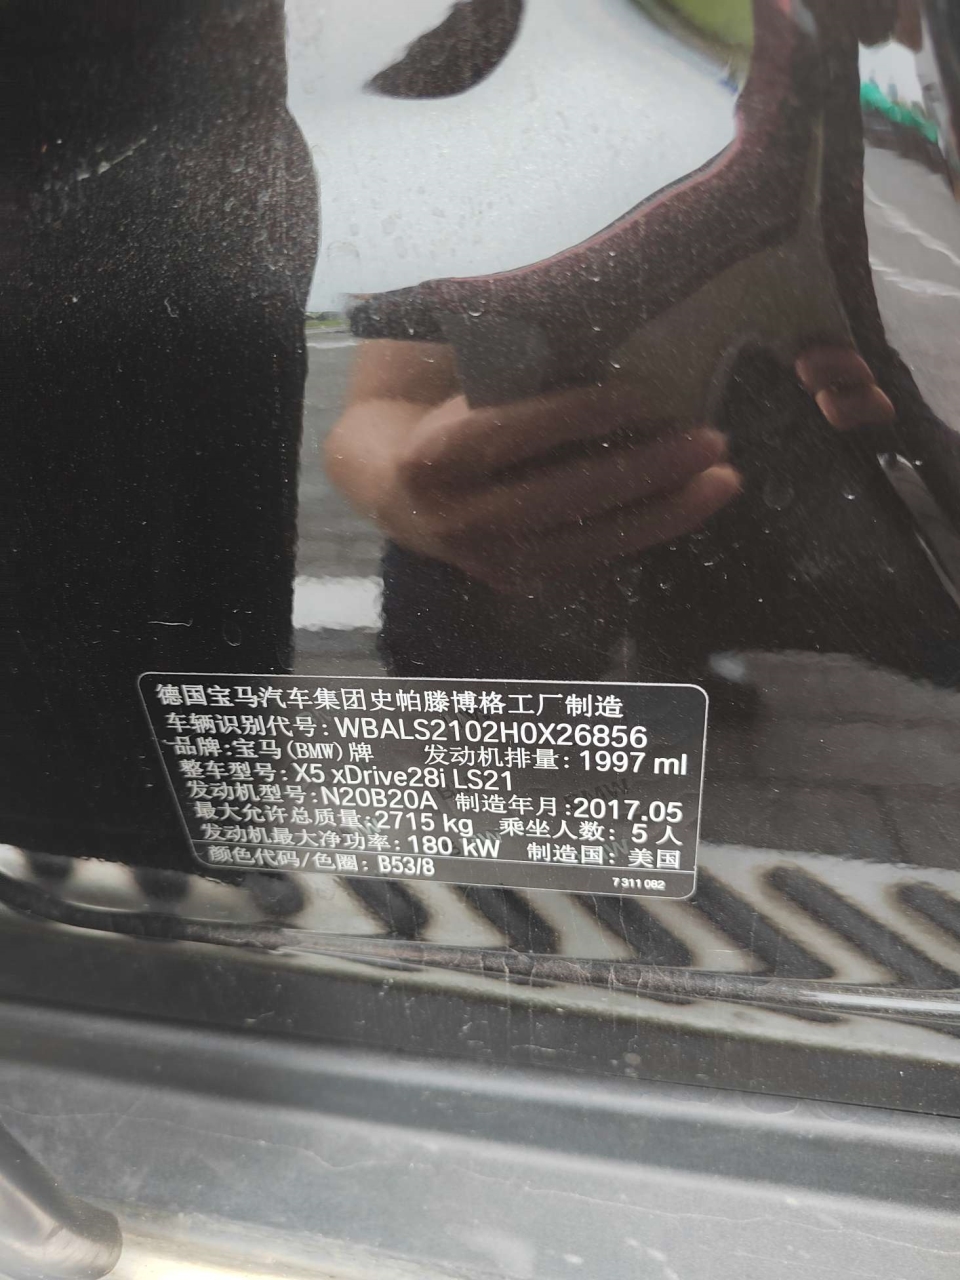 德国宝马汽车集团史帕滕博格工厂制造
车辆识别代号: WBALS2102H0X26856
品牌:宝马(BMW)牌 发动机排量: 1997 ml
整车型号: X5 xDrive28i LS21
发动机型号:N20B20A 制造年月:2017.05
最大允许总质量:2715 kg 乘坐人数: 5 人
发动机最大净功率: 180 kW 制造国: 美国
颜色代码/色圈: B53/8 7 311 082